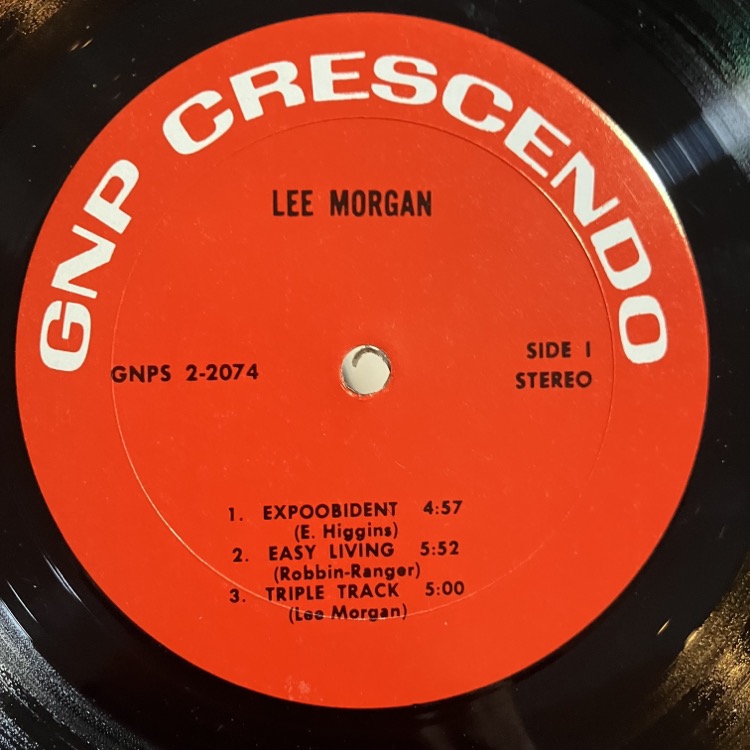 GNP CRESCENDO
LEE MORGAN
GNPS 2-2074
SIDE I
STEREO
1. EXPOOBIDENT 4:57
(E. Higgins)
2. EASY LIVING 5:52
(Robbin-Ranger)
3. TRIPLE TRACK 5:00
(Lee Morgan)